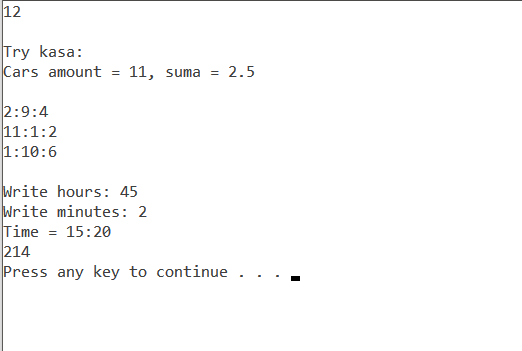 12
Try kasa:
Cars amount = 11, suma = 2.5
2:9:4
11:1:2
1:10:6
Write hours: 45
Write minutes: 2
Time = 15:20
214
Press any key to continue . . .